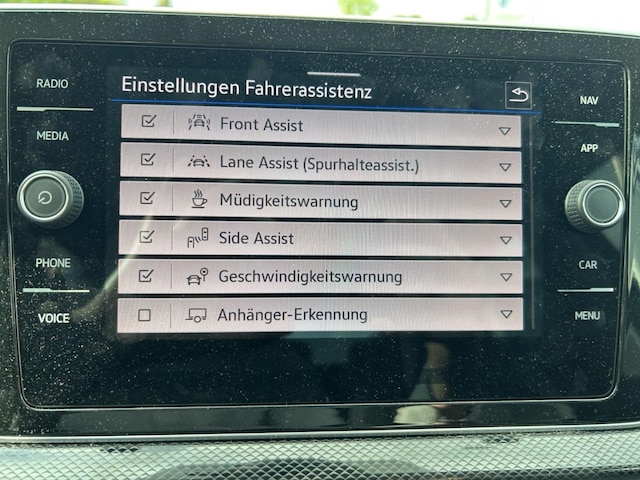 RADIO
MEDIA
PHONE
VOICE
Einstellungen Fahrerassistenz
Front Assist
Lane Assist (Spurhalteassist.)
Müdigkeitswarnung
Side Assist
Geschwindigkeitswarnung
Anhänger-Erkennung
NAV
APP
CAR
MENU